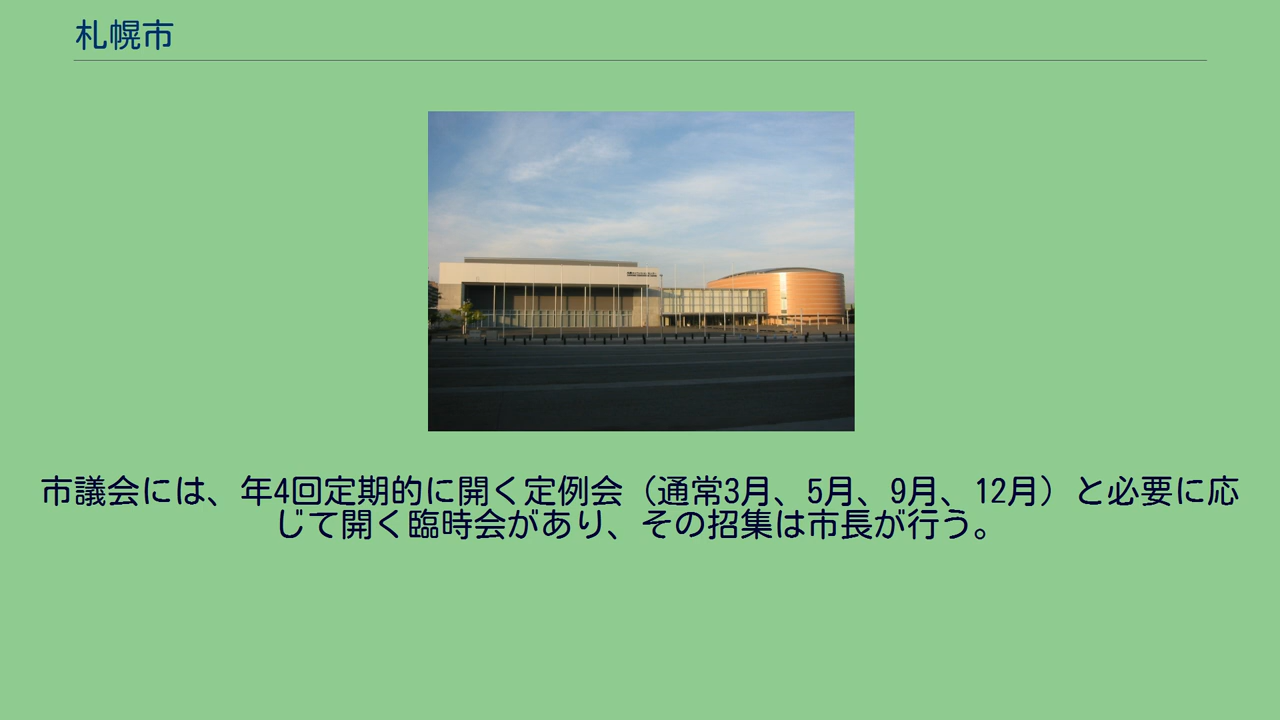 札幌市
市議会には、年4回定期的に開く定例会（通常3月、5月、9月、12月）と必要に応
じて開く臨時会があり、その招集は市長が行う。